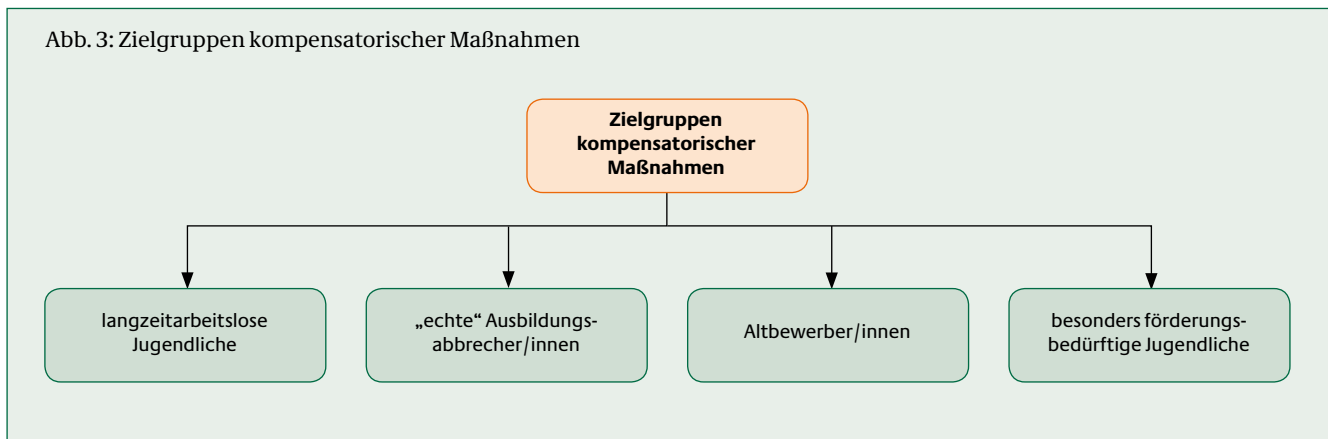 Abb. 3: Zielgruppen kompensatorischer Maßnahmen
Zielgruppen
kompensatorischer
Maßnahmen
langzeitarbeitslose
Jugendliche
„echte“ Ausbildungs-
abbrecher/innen
Altbewerber/innen
besonders förderungs-
bedürftige Jugendliche